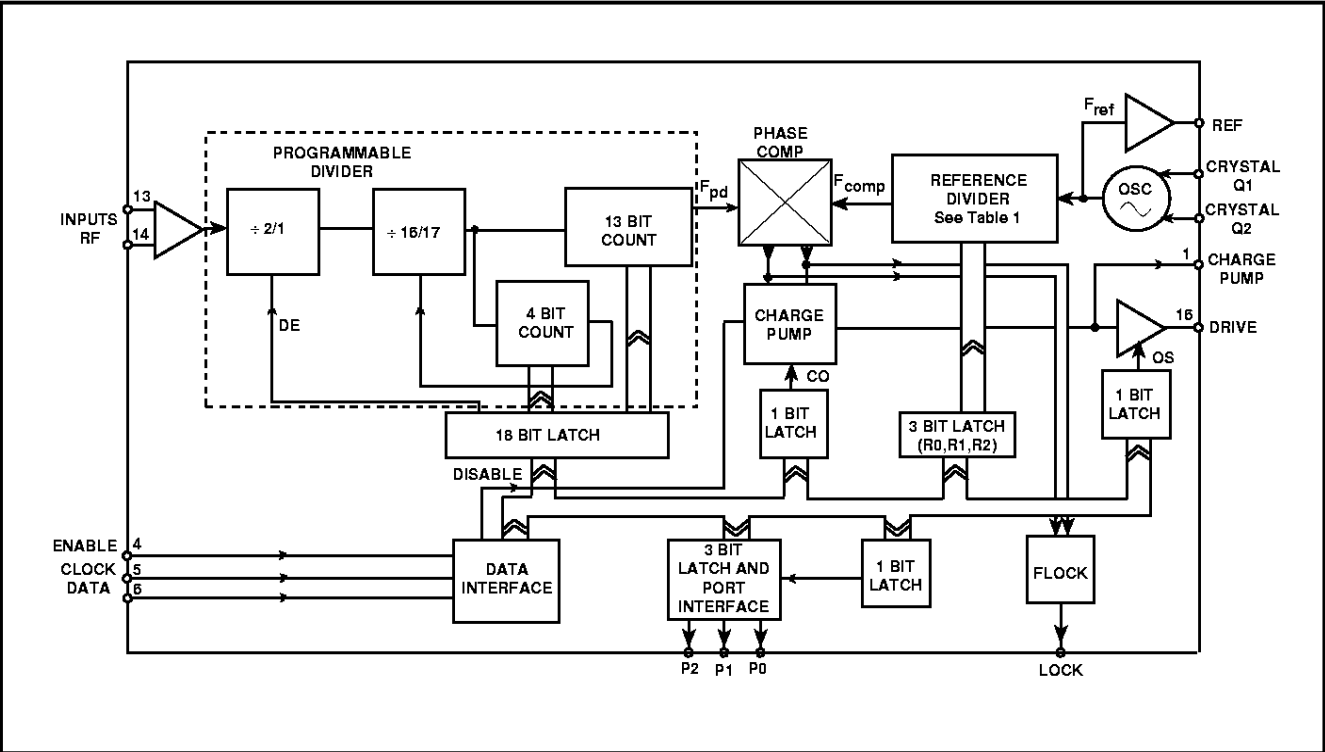 PROGRAMMABLE
DIVIDER
13
INPUTS
RF
14
÷ 2/1
÷ 16/17
13 BIT
COUNT
4 BIT
COUNT
DE
Fpd
PHASE
COMP
Fcomp
REFERENCE
DIVIDER
See Table 1
Fref
REF
OSC
CRYSTAL
Q1
CRYSTAL
Q2
1
CHARGE
PUMP
CHARGE
PUMP
16
DRIVE
OS
CO
18 BIT LATCH
1 BIT
LATCH
3 BIT LATCH
(R0,R1,R2)
1 BIT
LATCH
DISABLE
ENABLE
4
CLOCK
5
DATA
6
DATA
INTERFACE
3 BIT
LATCH AND
PORT
INTERFACE
1 BIT
LATCH
FLOCK
P2
P1
P0
LOCK